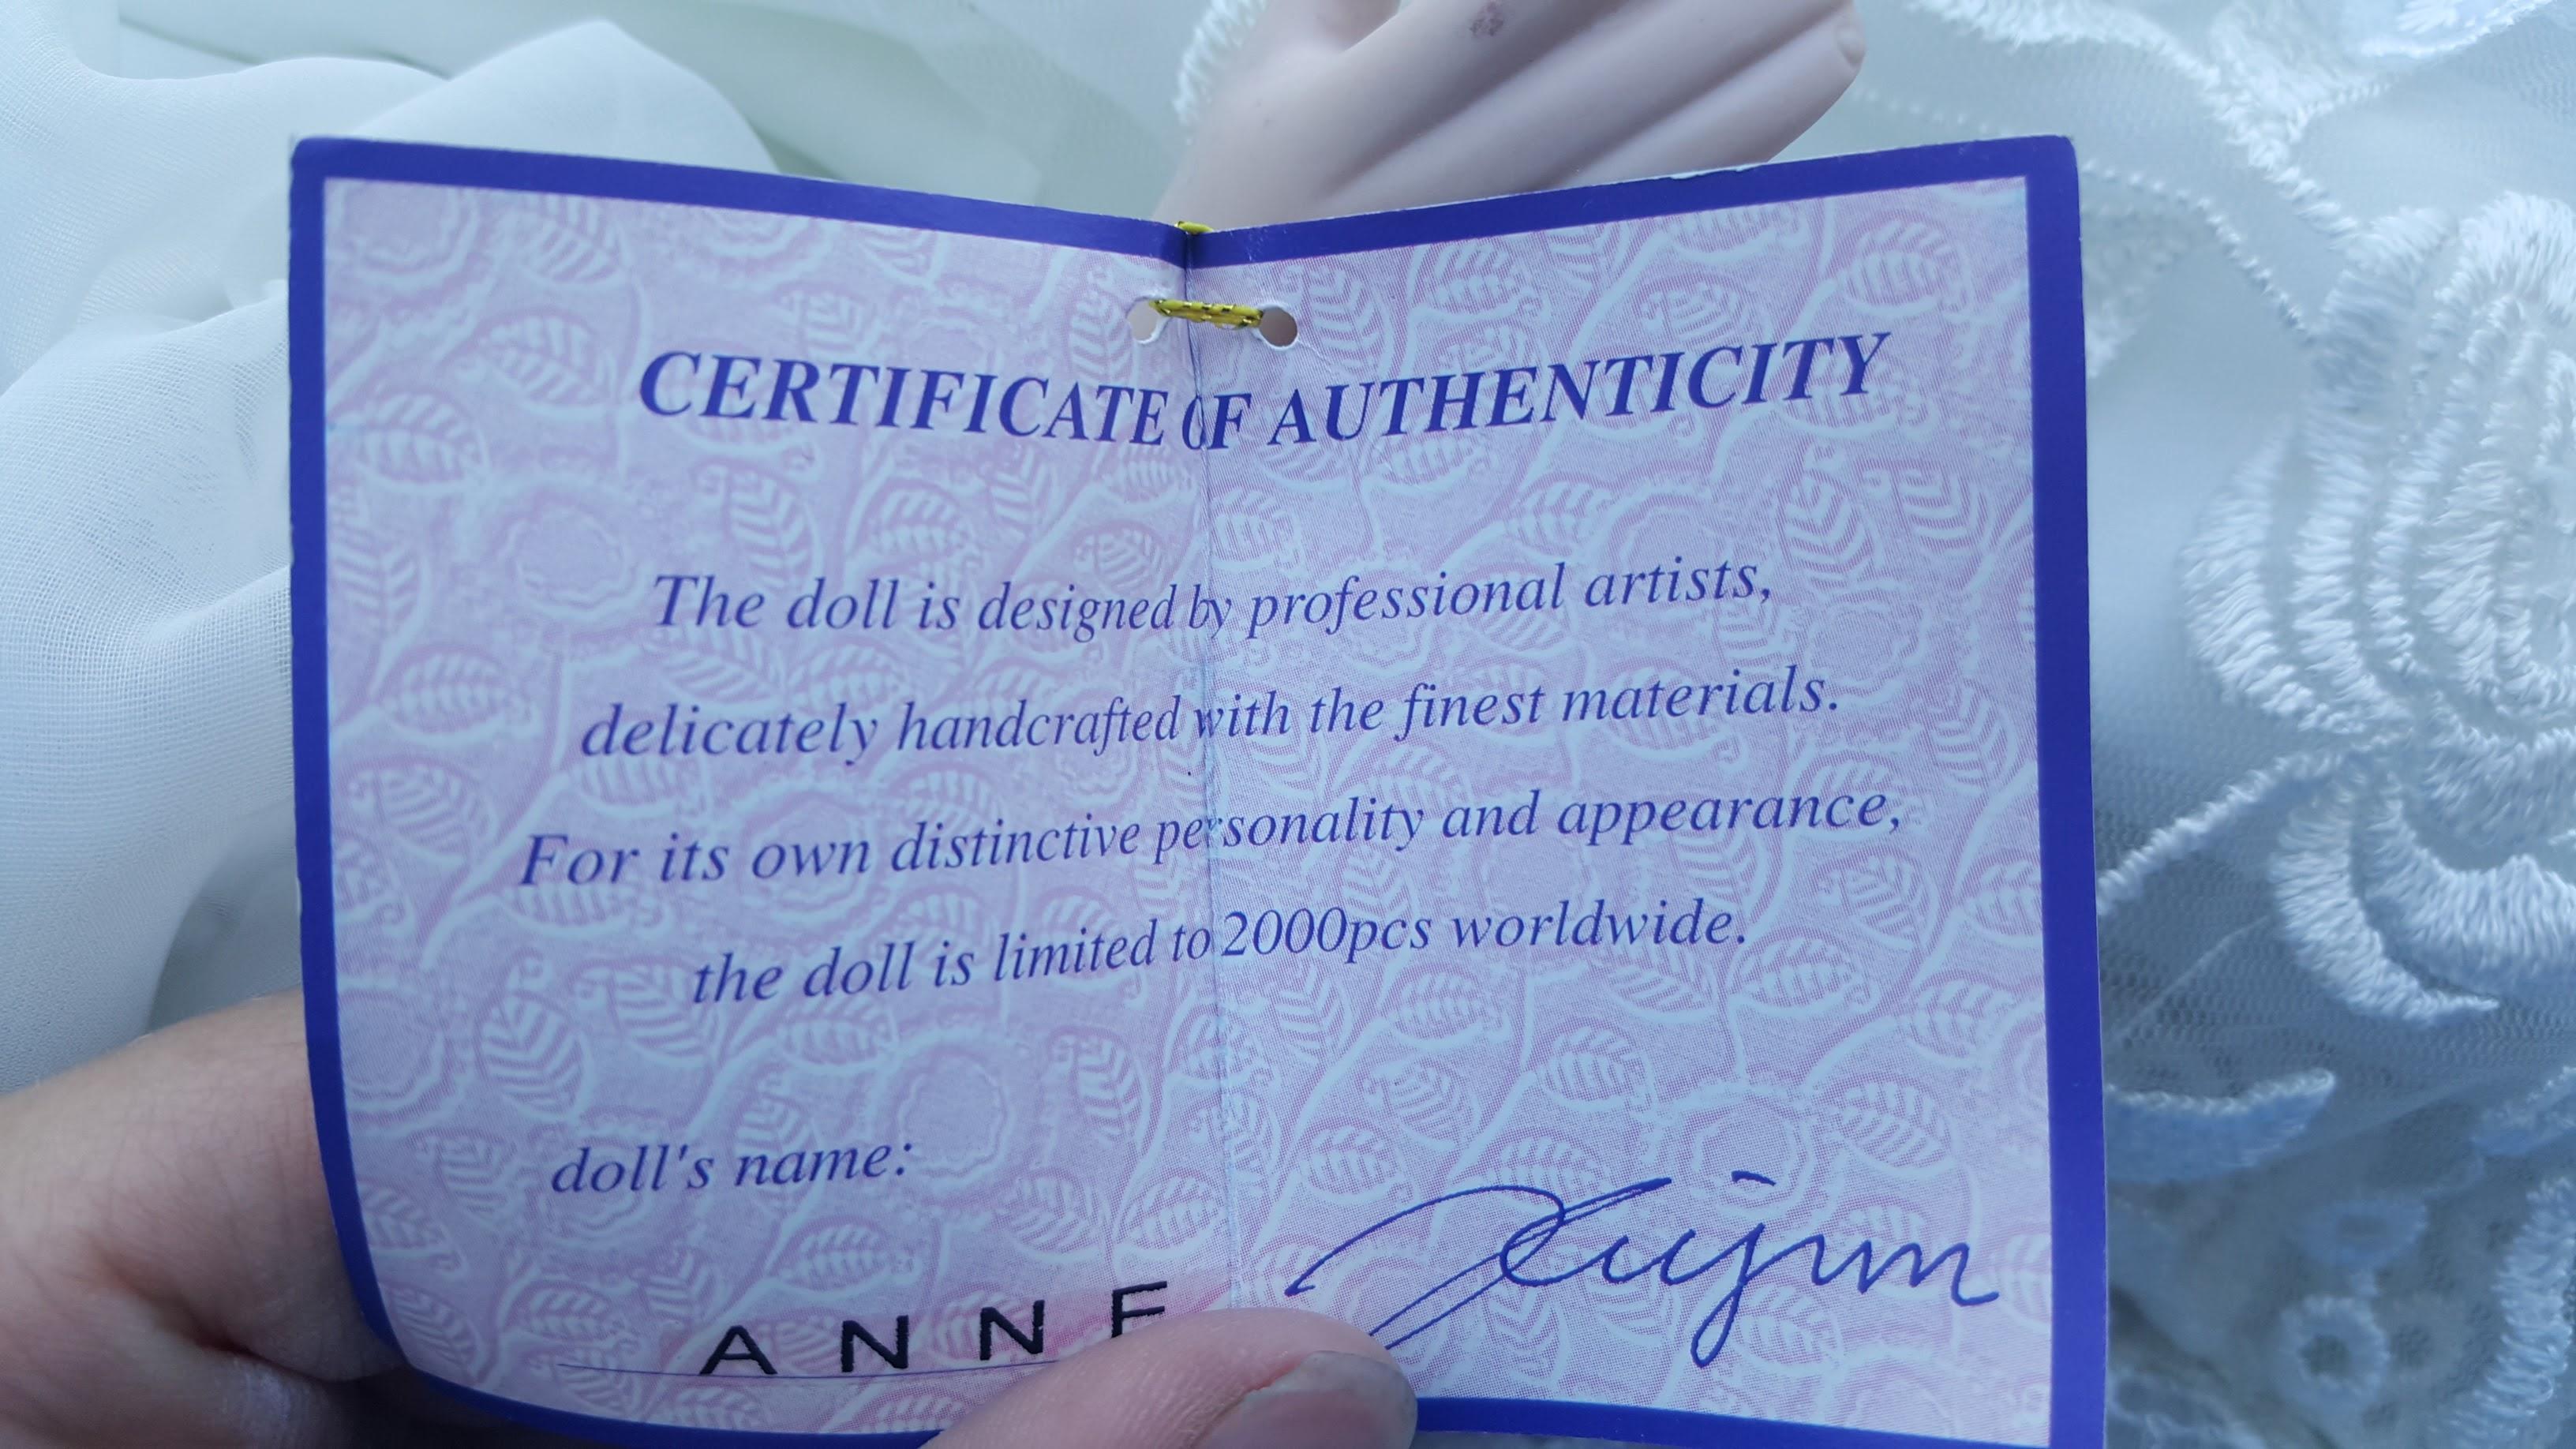 CERTIFICATE OF AUTHENTICITY
The doll is designed by professional artists,
delicately handcrafted with the finest materials.
For its own distinctive personality and appearance,
the doll is limited to 2000pcs worldwide.
doll's name:
ANNE